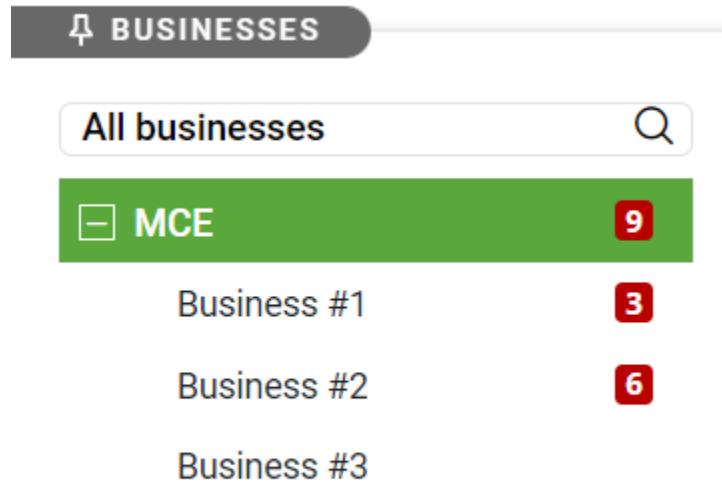 BUSINESSES
All businesses
MCE 9
Business #1 3
Business #2 6
Business #3